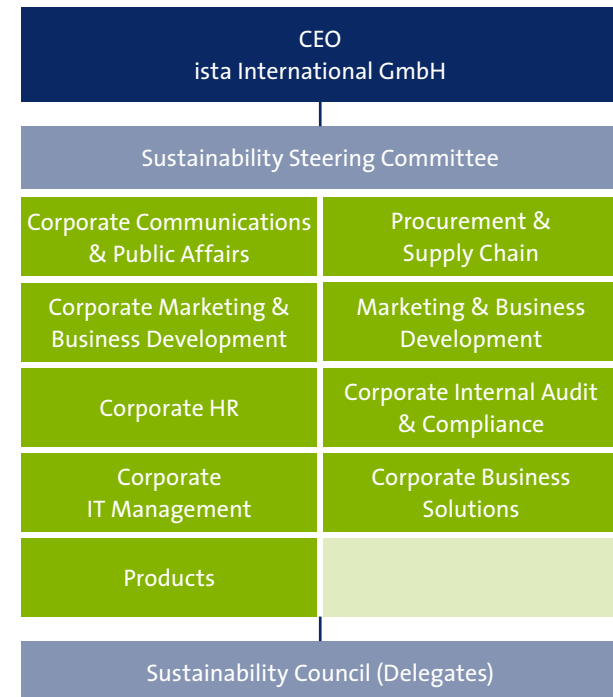 CEO
ista International GmbH
Sustainability Steering Committee
Corporate Communications
& Public Affairs
Procurement &
Supply Chain
Corporate Marketing &
Business Development
Marketing & Business
Development
Corporate HR
Corporate Internal Audit
& Compliance
Corporate
IT Management
Corporate Business
Solutions
Products
Sustainability Council (Delegates)